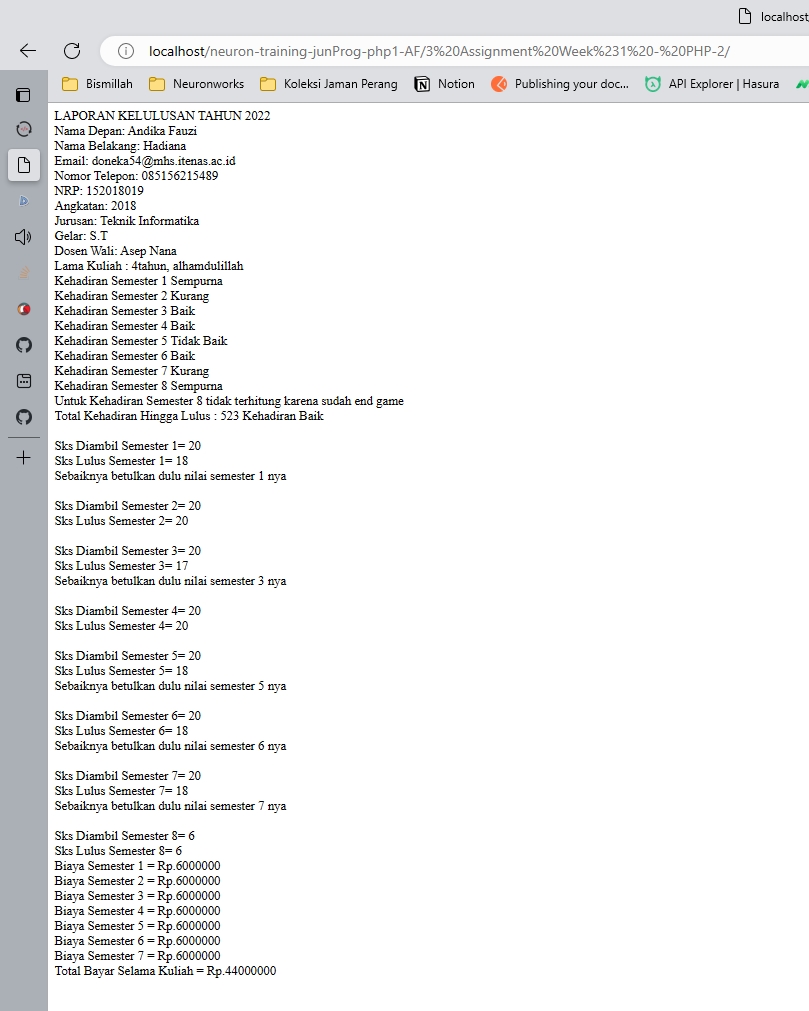 localhost
localhost/neuron-training-junProg-php1-AF/3%20Assignment%20Week%231%20-%20PHP-2/
Bismillah
Neuronworks
Koleksi Jaman Perang
Notion
Publishing your doc...
API Explorer | Hasura
LAPORAN KELULUSAN TAHUN 2022
Nama Depan: Andika Fauzi
Nama Belakang: Hadiana
Email: doneka54@mhs.itenas.ac.id
Nomor Telepon: 085156215489
NRP: 152018019
Angkatan: 2018
Jurusan: Teknik Informatika
Gelar: S.T
Dosen Wali: Asep Nana
Lama Kuliah : 4tahun, alhamdulillah
Kehadiran Semester 1 Sempurna
Kehadiran Semester 2 Kurang
Kehadiran Semester 3 Baik
Kehadiran Semester 4 Baik
Kehadiran Semester 5 Tidak Baik
Kehadiran Semester 6 Baik
Kehadiran Semester 7 Kurang
Kehadiran Semester 8 Sempurna
Untuk Kehadiran Semester 8 tidak terhitung karena sudah end game
Total Kehadiran Hingga Lulus : 523 Kehadiran Baik
Sks Diambil Semester 1= 20
Sks Lulus Semester 1= 18
Sebaiknya betulkan dulu nilai semester 1 nya
Sks Diambil Semester 2= 20
Sks Lulus Semester 2= 20
Sks Diambil Semester 3= 20
Sks Lulus Semester 3= 17
Sebaiknya betulkan dulu nilai semester 3 nya
Sks Diambil Semester 4= 20
Sks Lulus Semester 4= 20
Sks Diambil Semester 5= 20
Sks Lulus Semester 5= 18
Sebaiknya betulkan dulu nilai semester 5 nya
Sks Diambil Semester 6= 20
Sks Lulus Semester 6= 18
Sebaiknya betulkan dulu nilai semester 6 nya
Sks Diambil Semester 7= 20
Sks Lulus Semester 7= 18
Sebaiknya betulkan dulu nilai semester 7 nya
Sks Diambil Semester 8= 6
Sks Lulus Semester 8= 6
Biaya Semester 1 = Rp.6000000
Biaya Semester 2 = Rp.6000000
Biaya Semester 3 = Rp.6000000
Biaya Semester 4 = Rp.6000000
Biaya Semester 5 = Rp.6000000
Biaya Semester 6 = Rp.6000000
Biaya Semester 7 = Rp.6000000
Total Bayar Selama Kuliah = Rp.44000000